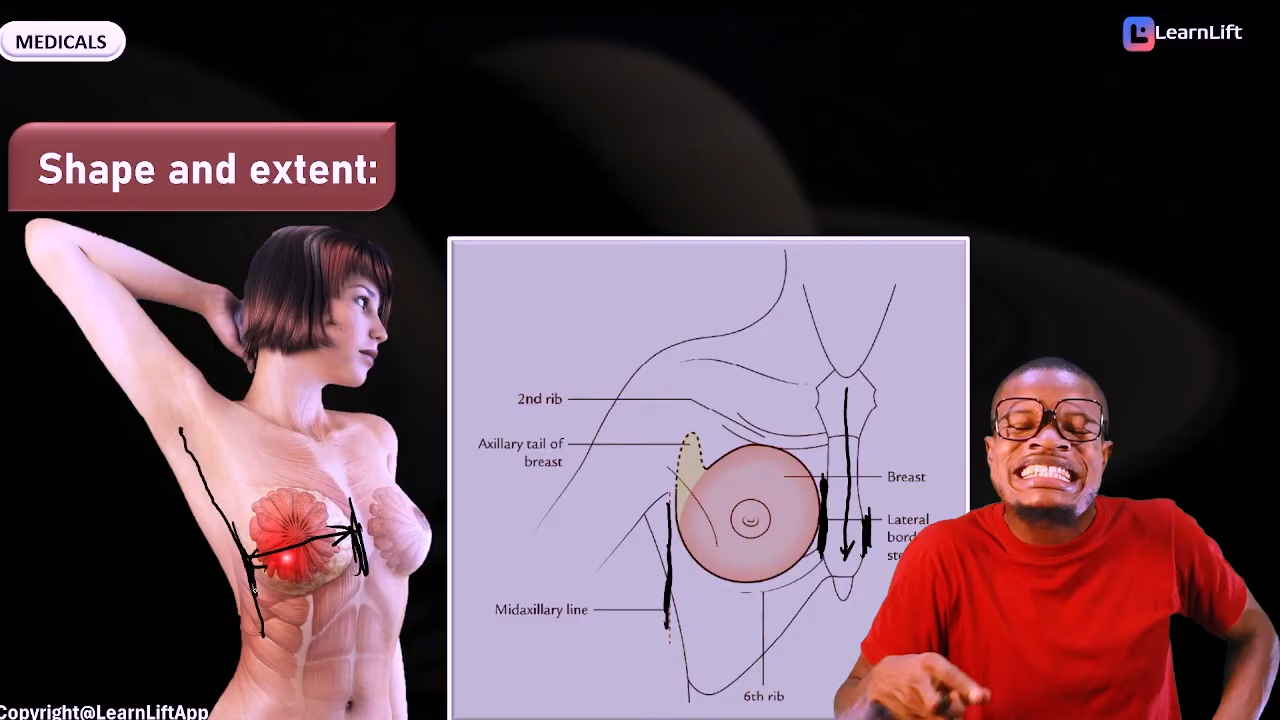 MEDICALS
LearnLift
Shape and extent:
2nd rib
Axillary tail of
breast
Breast
Lateral
Midaxillary line
6th rib
Copyright@LearnLiftApp